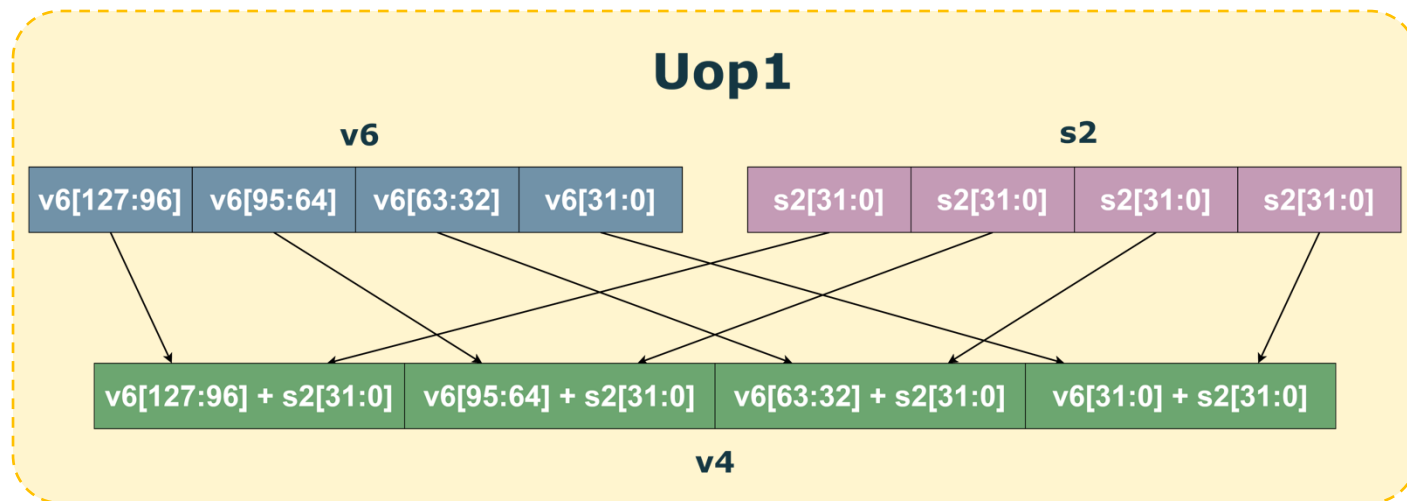 Uop1
v6 s2
v6[127:96] v6[95:64] v6[63:32] v6[31:0] s2[31:0] s2[31:0] s2[31:0] s2[31:0]
v6[127:96] + s2[31:0] v6[95:64] + s2[31:0] v6[63:32] + s2[31:0] v6[31:0] + s2[31:0]
v4